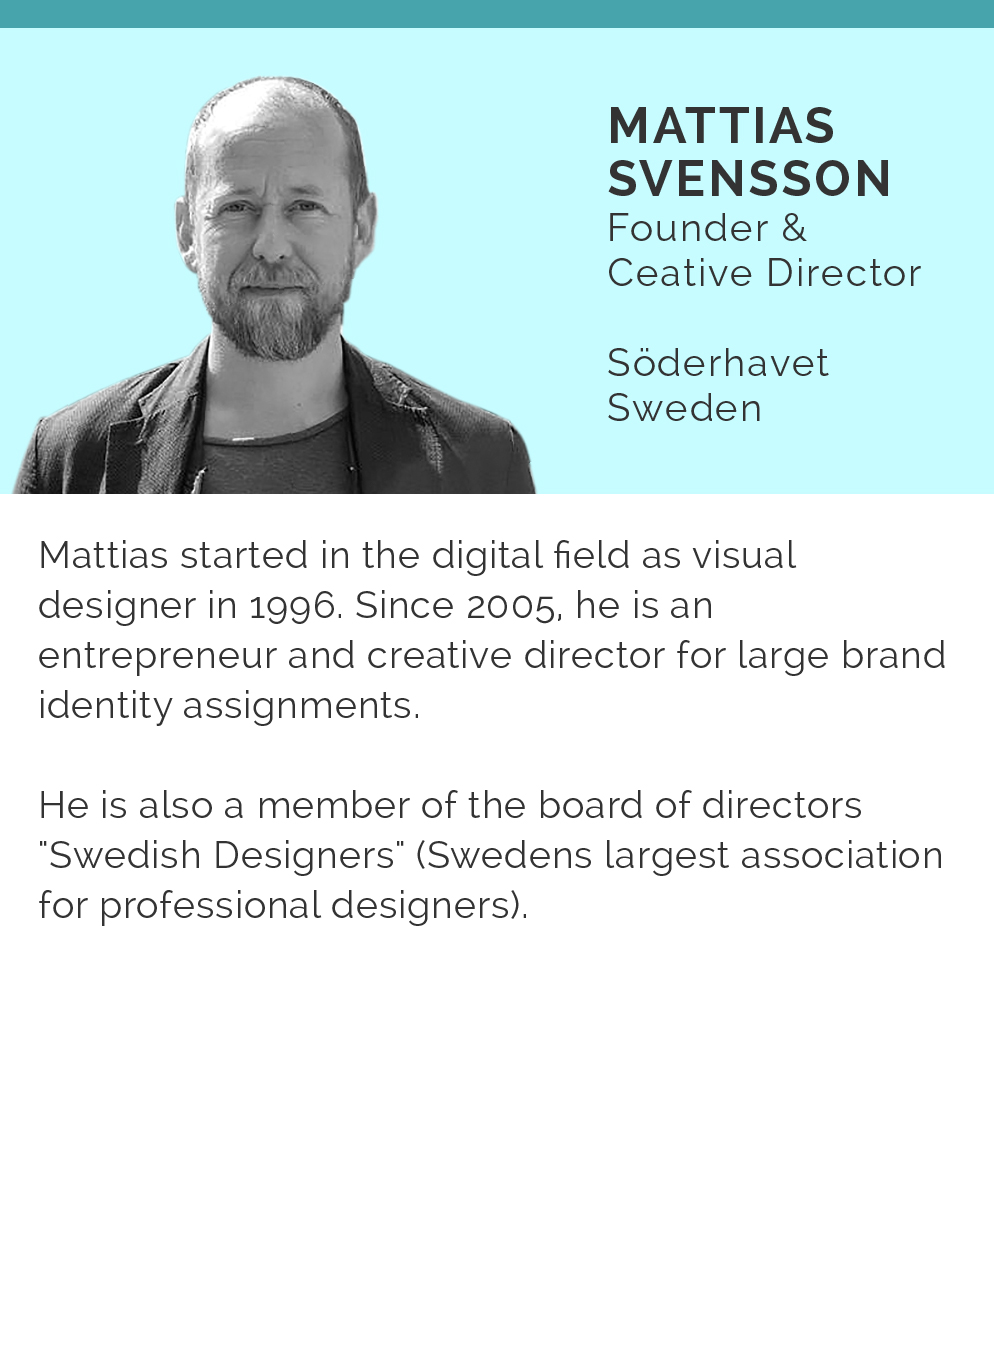 MATTIAS
SVENSSON
Founder &
Ceative Director
Söderhavet
Sweden
Mattias started in the digital field as visual
designer in 1996. Since 2005, he is an
entrepreneur and creative director for large brand
identity assignments.
He is also a member of the board of directors
"Swedish Designers" (Swedens largest association
for professional designers).